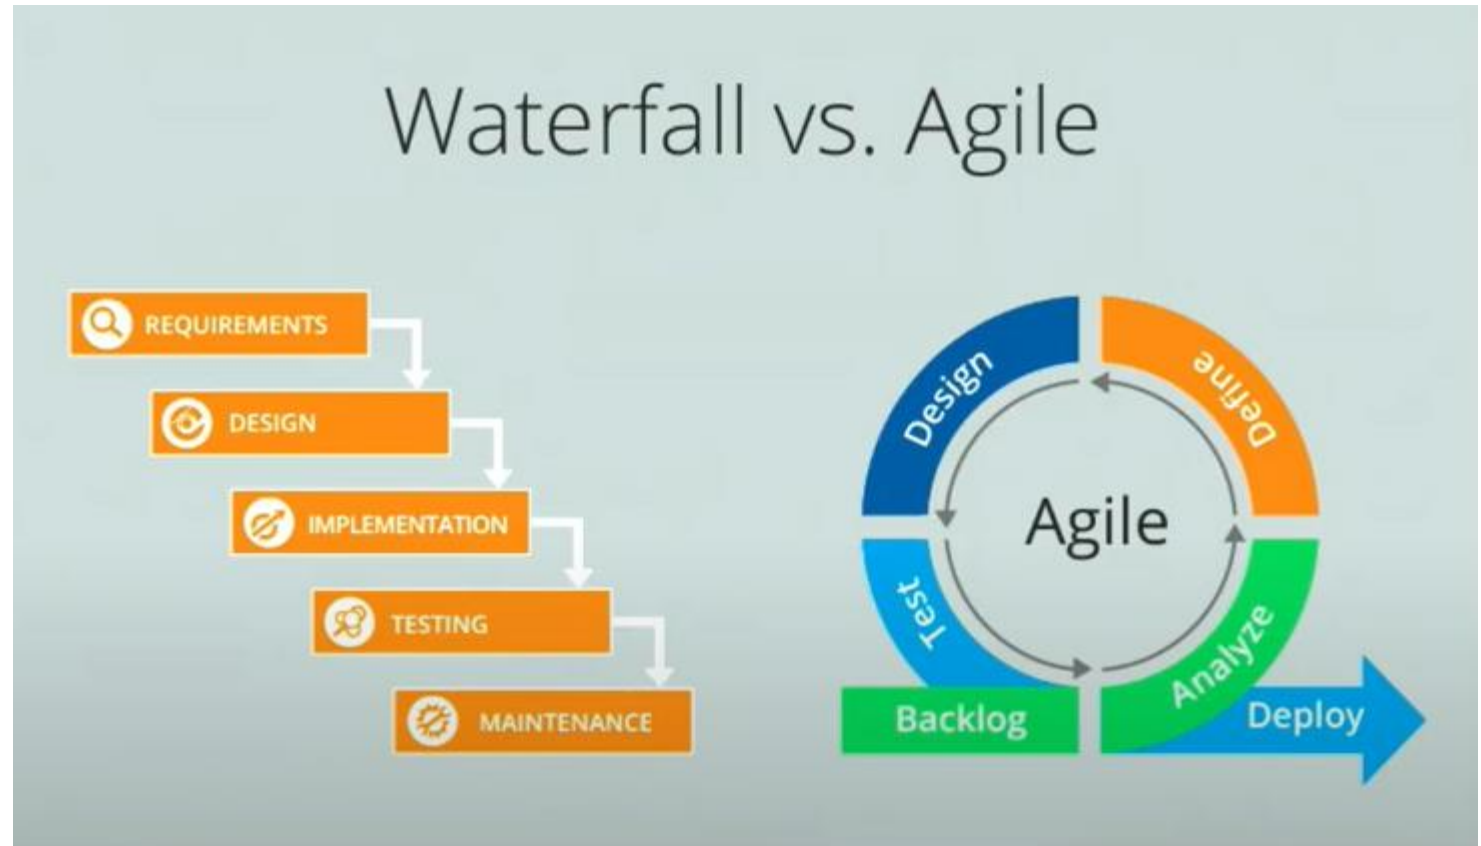 Waterfall vs. Agile
REQUIREMENTS
DESIGN
IMPLEMENTATION
TESTING
MAINTENANCE
Design
Define
Agile
Test
Analyze
Backlog
Deploy